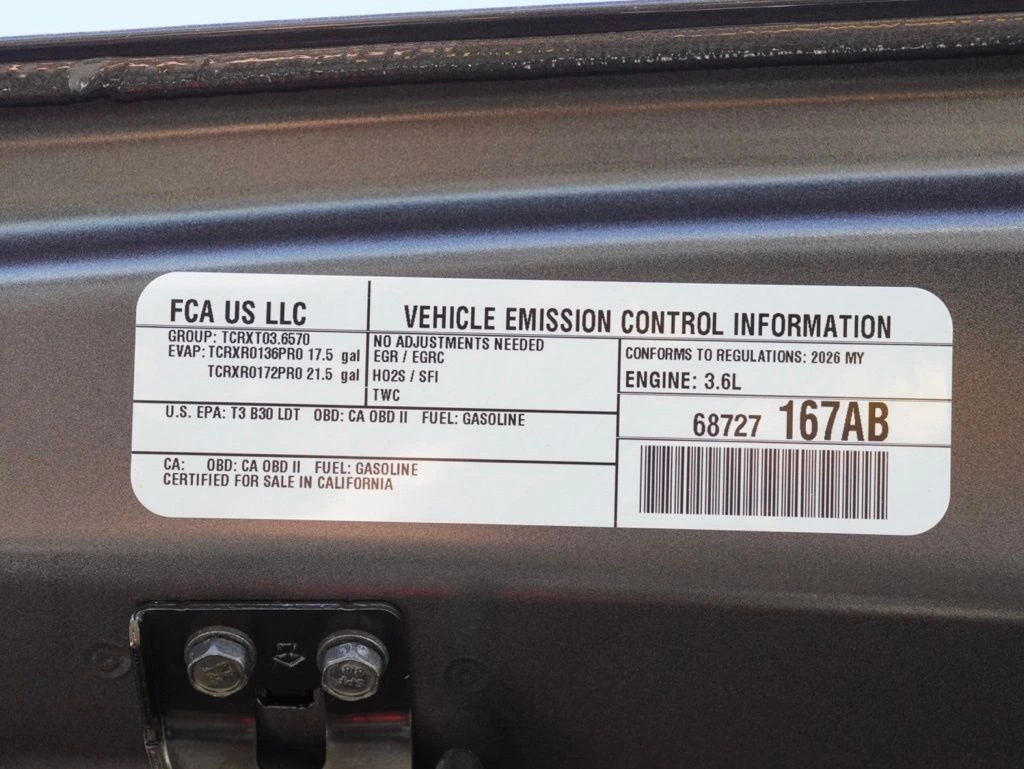 FCA US LLC
VEHICLE EMISSION CONTROL INFORMATION
GROUP: TCRXT03.6570
EVAP: TCRXR0136PR0 17.5 gal
TCRXR0172PR0 21.5 gal
NO ADJUSTMENTS NEEDED
EGR / EGRC
HO2S / SFI
TWC
CONFORMS TO REGULATIONS: 2026 MY
ENGINE: 3.6L
68727 167AB
U.S. EPA: T3 B30 LDT OBD: CA OBD II FUEL: GASOLINE
CA: OBD: CA OBD II FUEL: GASOLINE
CERTIFIED FOR SALE IN CALIFORNIA